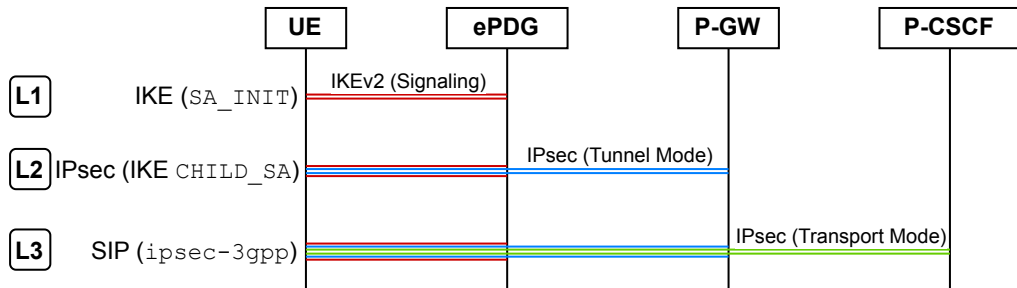 UE ePDG P-GW P-CSCF
IKEv2 (Signaling)
L1 IKE (SA_INIT)
IPsec (Tunnel Mode)
L2 IPsec (IKE CHILD_SA)
IPsec (Transport Mode)
L3 SIP (ipsec-3gpp)